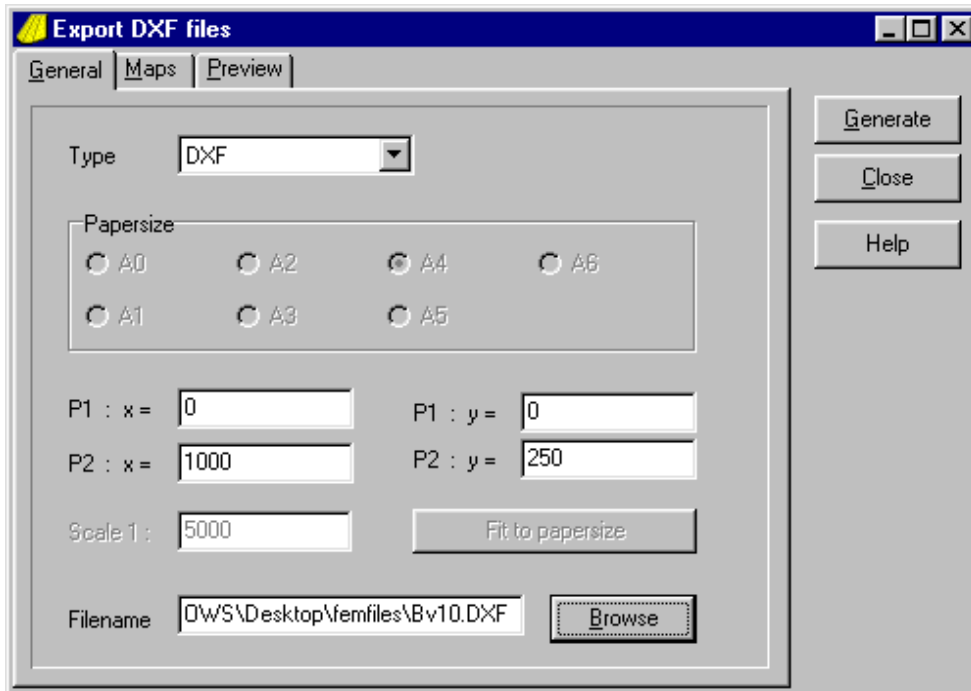 Export DXF files
General Maps Preview
Type DXF
Papersize
A0 A2 A4 A6
A1 A3 A5
P1 : x = 0 P1 : y = 0
P2 : x = 1000 P2 : y = 250
Scale 1 : 5000 Fit to papersize
Filename OWS\Desktop\femfiles\Bv10.DXF Browse
Generate
Close
Help